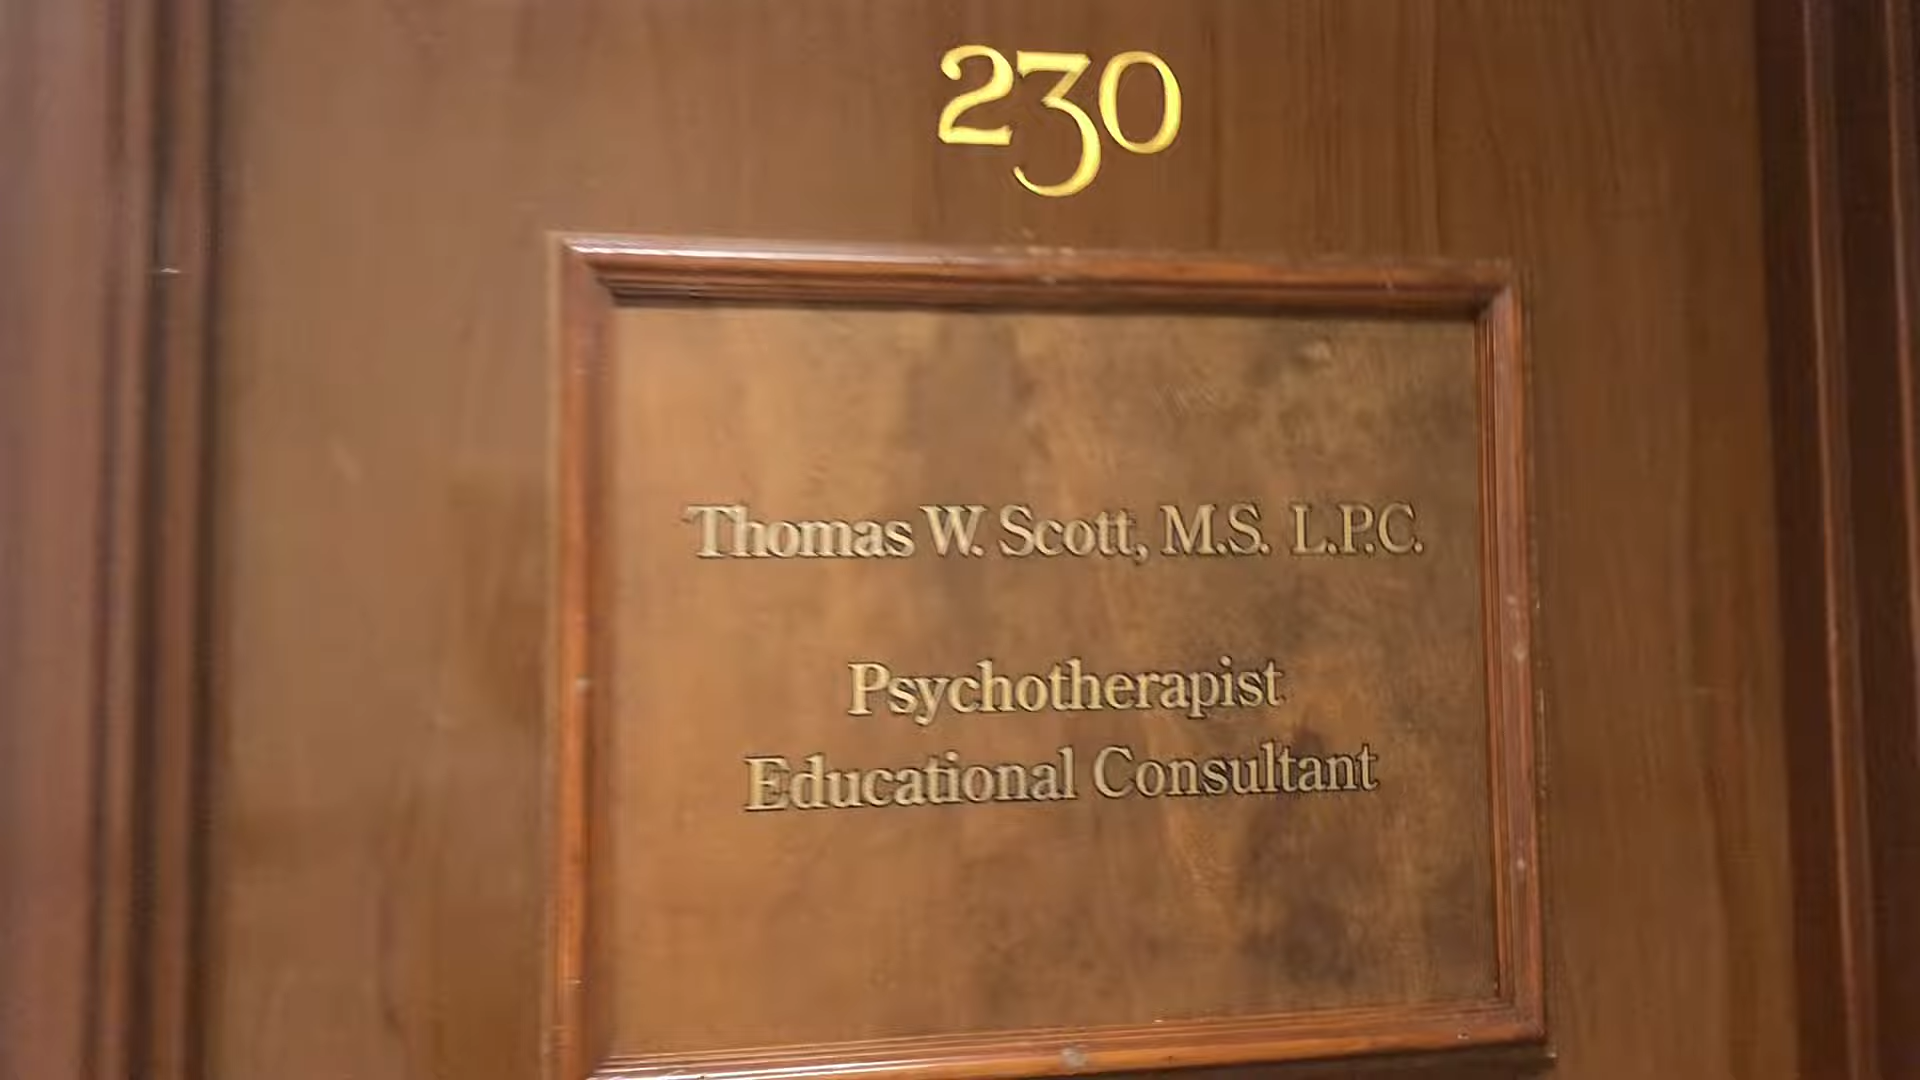 230
Thomas W. Scott, M.S. L.P.C.
Psychotherapist
Educational Consultant